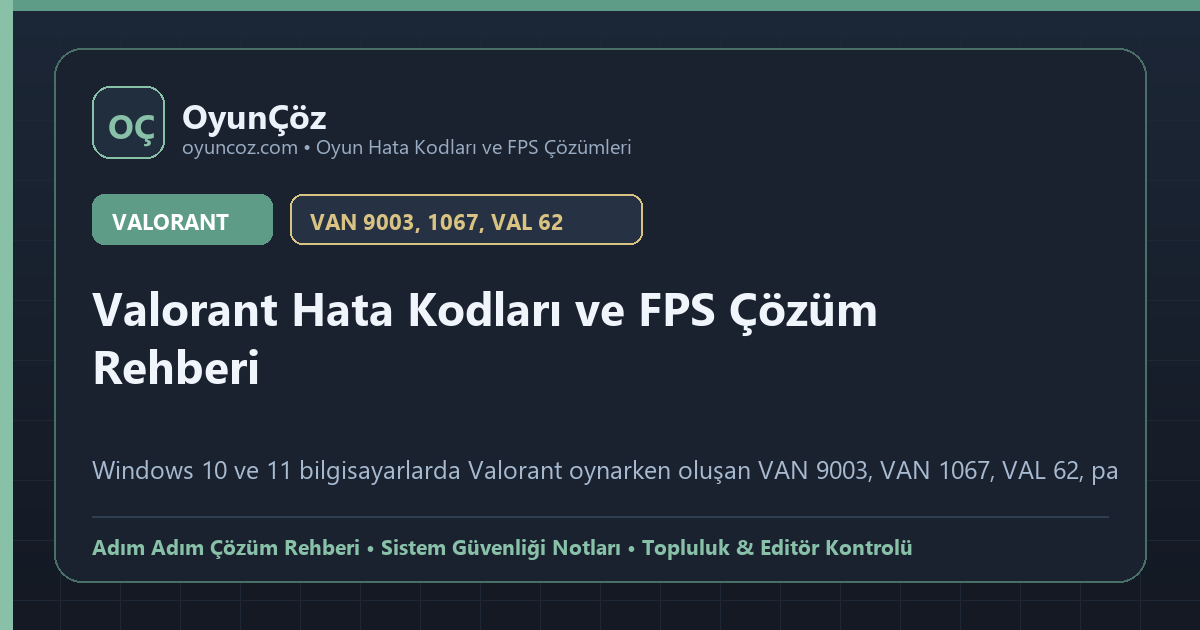 OÇ
OyunÇöz
oyuncoz.com • Oyun Hata Kodları ve FPS Çözümleri
VALORANT
VAN 9003, 1067, VAL 62
Valorant Hata Kodları ve FPS Çözüm
Rehberi
Windows 10 ve 11 bilgisayarlarda Valorant oynarken oluşan VAN 9003, VAN 1067, VAL 62, pa
Adım Adım Çözüm Rehberi • Sistem Güvenliği Notları • Topluluk & Editör Kontrolü